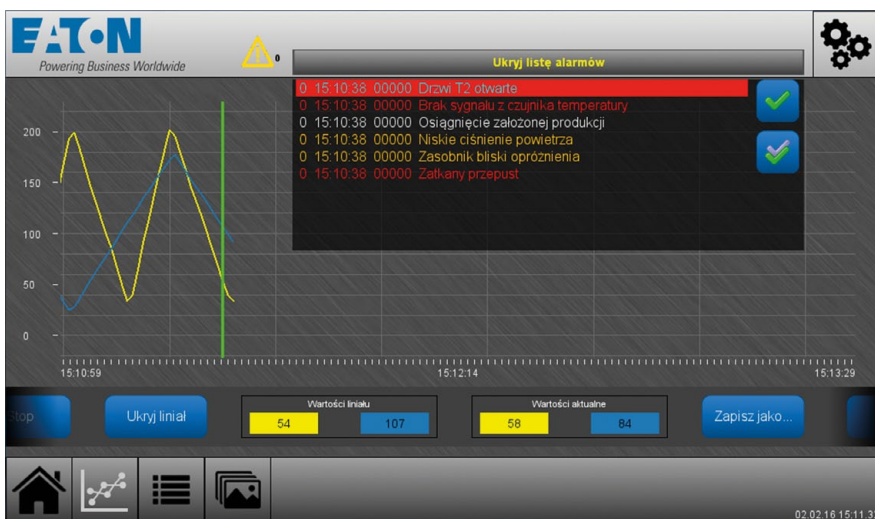 EATON
Powering Business Worldwide
0
Ukryj listę alarmów
0 15:10:38 00000 Drzwi T2 otwarte
0 15:10:38 00000 Brak sygnału z czujnika temperatury
0 15:10:38 00000 Osiągnięcie założonej produkcji
0 15:10:38 00000 Niskie ciśnienie powietrza
0 15:10:38 00000 Zasobnik bliski opróżnienia
0 15:10:38 00000 Zatkany przepust
200
150
100
50
0
15:10:59 15:12:14 15:13:29
Stop
Ukryj liniał
Wartości liniału
54 107
Wartości aktualne
58 84
Zapisz jako...
02.02.16 15:11.3